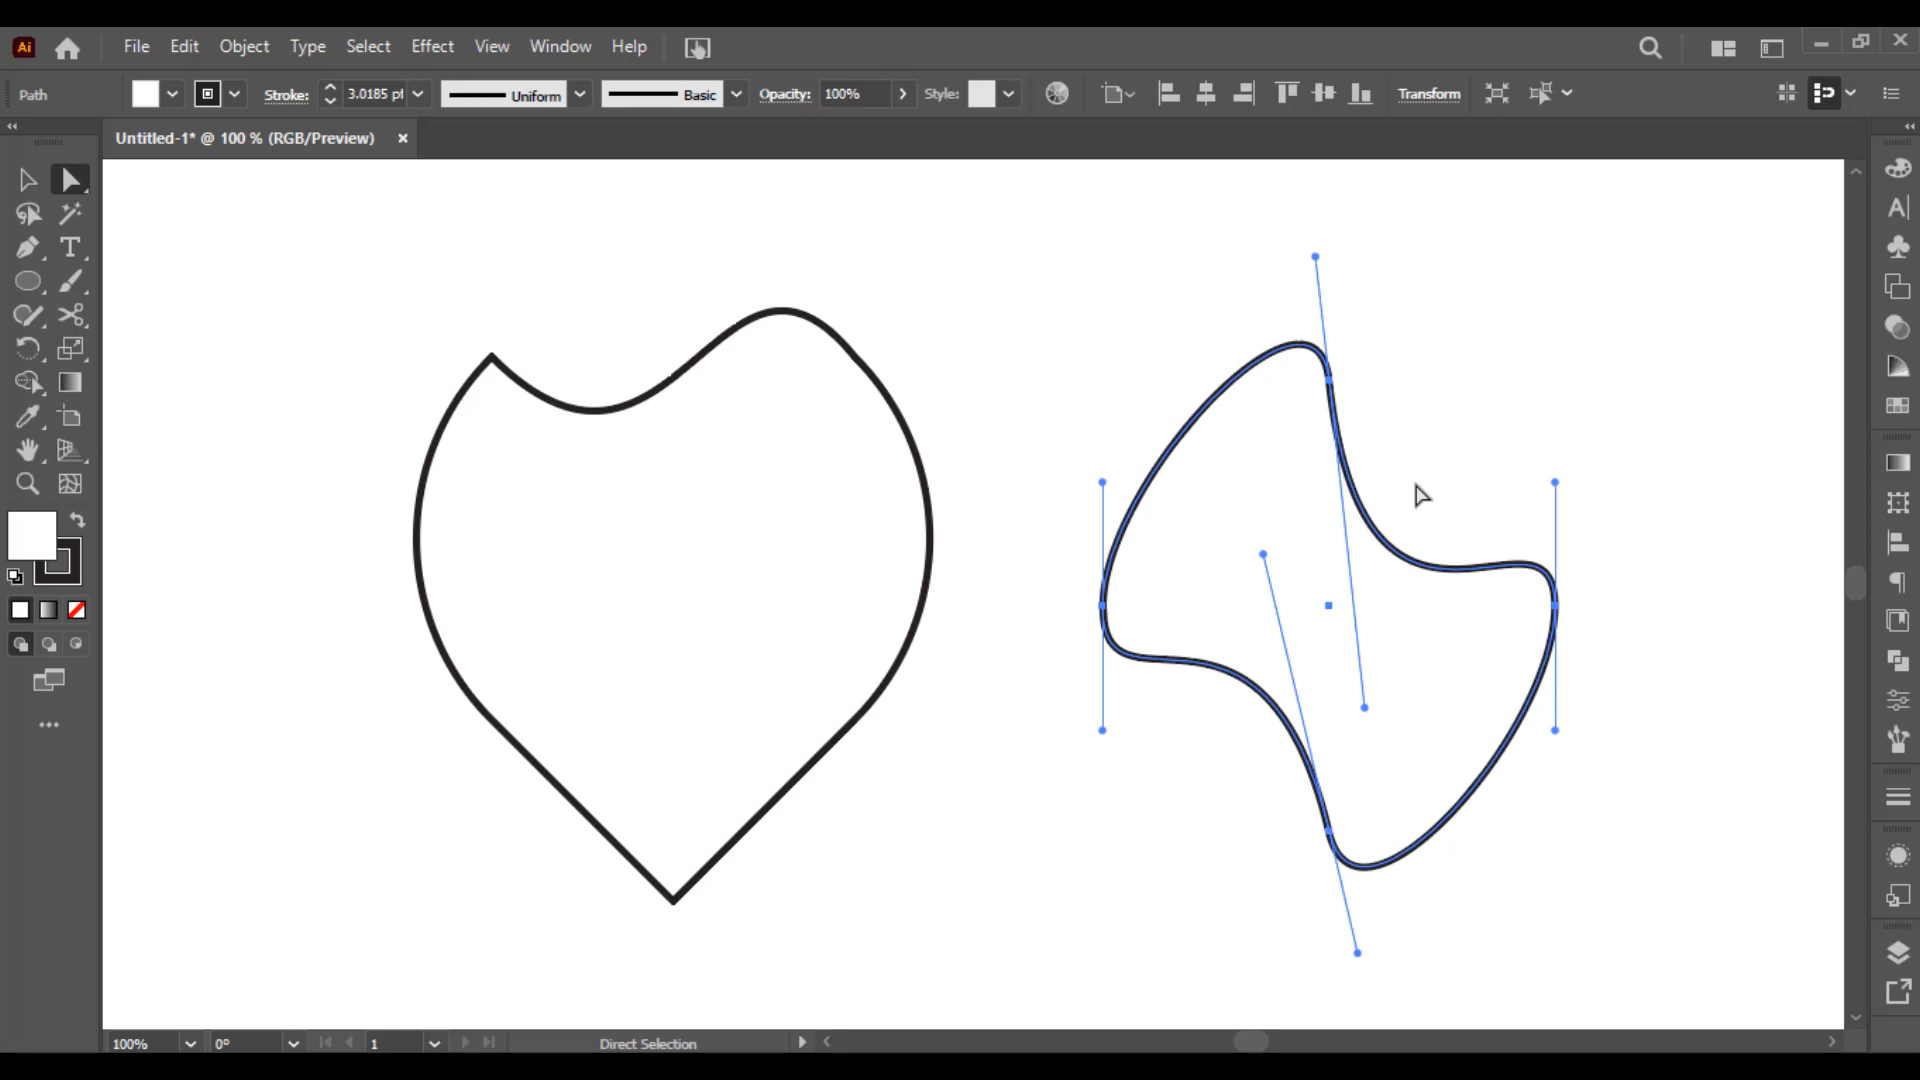 Ai File Edit Object Type Select Effect View Window Help
Path Stroke: 3.0185 pt Uniform Basic Opacity: 100% Style: Transform
Untitled-1* @ 100 % (RGB/Preview) ×
100% 0° 1 Direct Selection